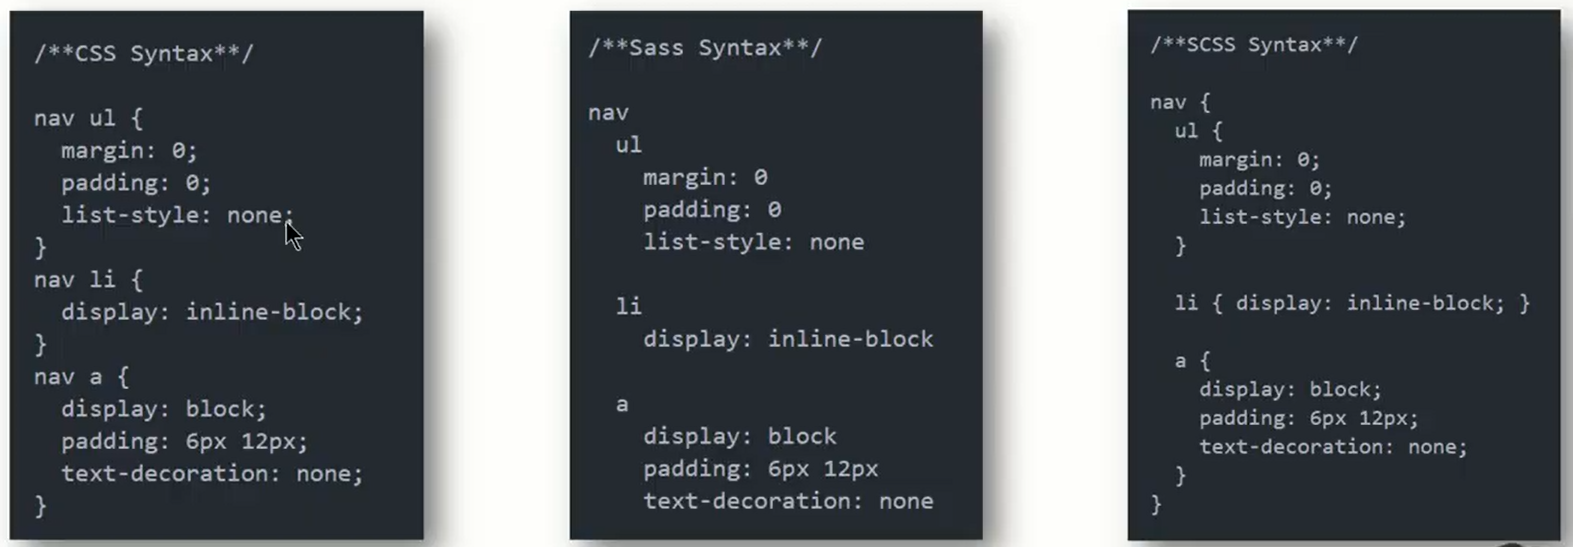 /**CSS Syntax**/
nav ul {
  margin: 0;
  padding: 0;
  list-style: none;
}
nav li {
  display: inline-block;
}
nav a {
  display: block;
  padding: 6px 12px;
  text-decoration: none;
}
/**Sass Syntax**/
nav
  ul
    margin: 0
    padding: 0
    list-style: none
  li
    display: inline-block
  a
    display: block
    padding: 6px 12px
    text-decoration: none
/**SCSS Syntax**/
nav {
  ul {
    margin: 0;
    padding: 0;
    list-style: none;
  }
  li { display: inline-block; }
  a {
    display: block;
    padding: 6px 12px;
    text-decoration: none;
  }
}